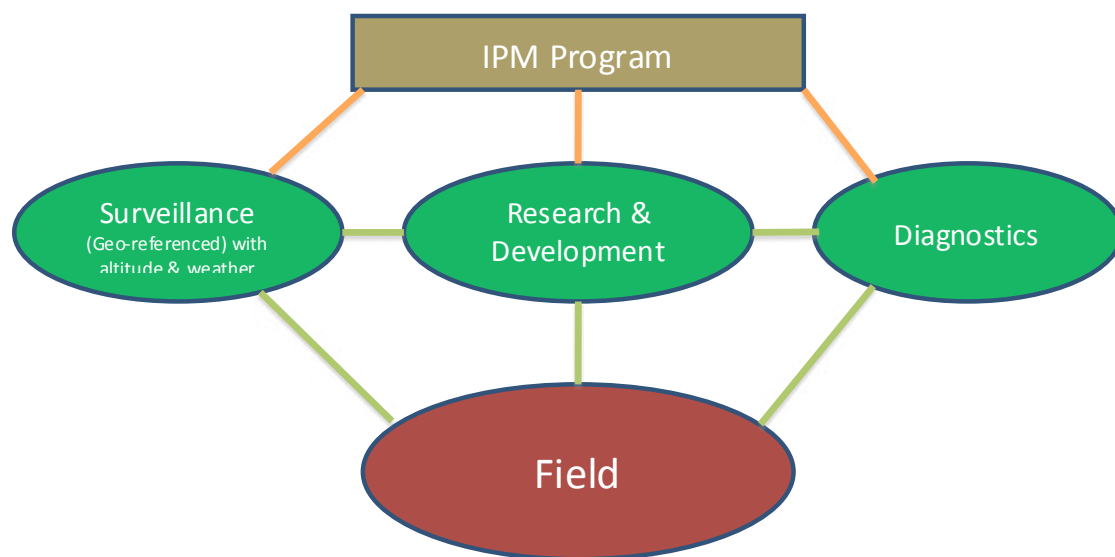 IPM Program
Surveillance
(Geo-referenced) with
altitude & weather
Research &
Development
Diagnostics
Field